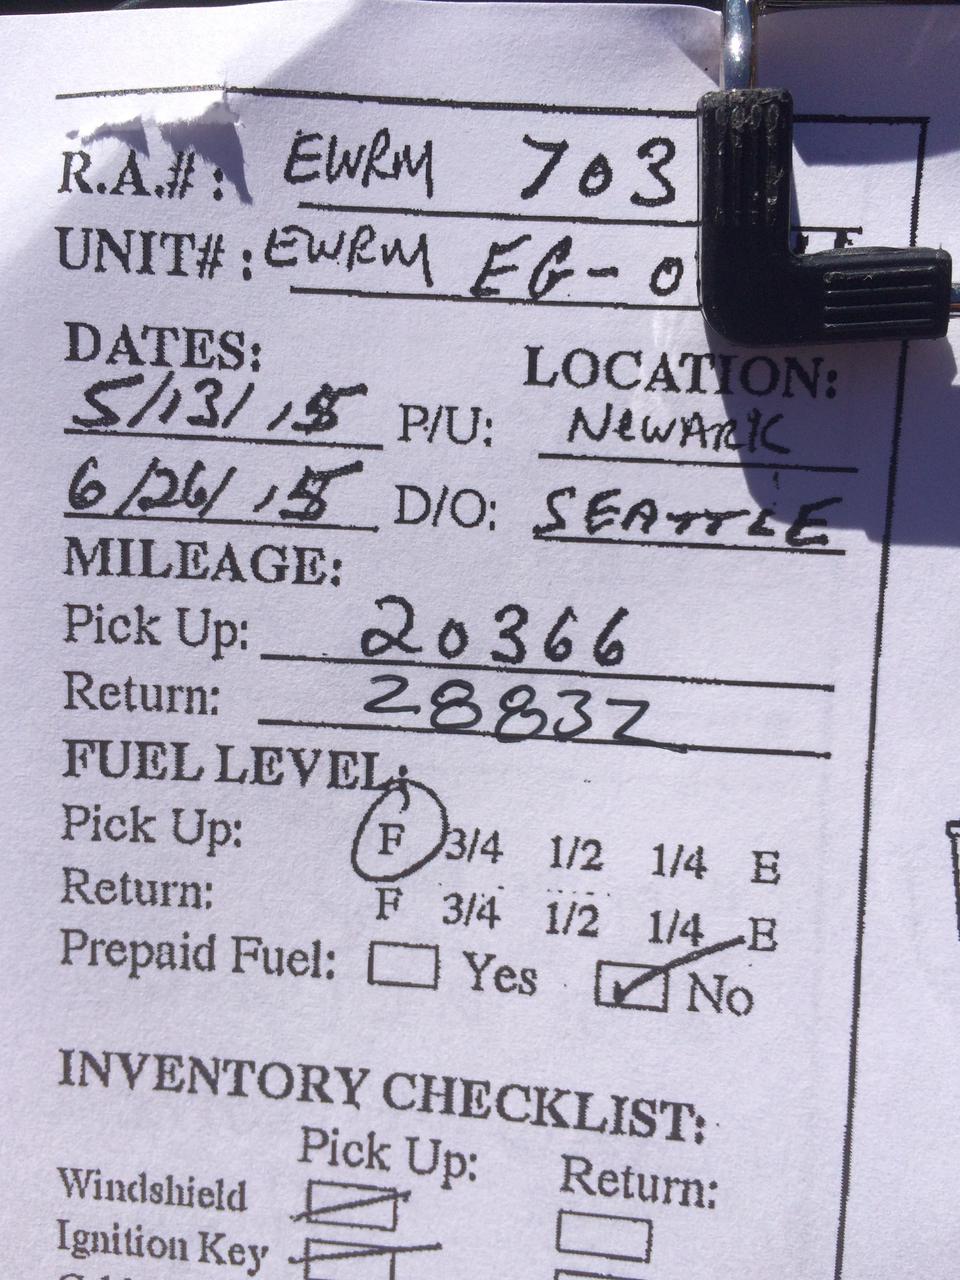 R.A.#: EWRM 703
UNIT#: EWRM EG-0
DATES: LOCATION:
5/13/15 P/U: NEWARK
6/26/15 D/O: SEATTLE
MILEAGE:
Pick Up: 20366
Return: 28837
FUEL LEVEL:
Pick Up: F 3/4 1/2 1/4 E
Return: F 3/4 1/2 1/4 E
Prepaid Fuel: Yes No
INVENTORY CHECKLIST:
Pick Up: Return:
Windshield
Ignition Key